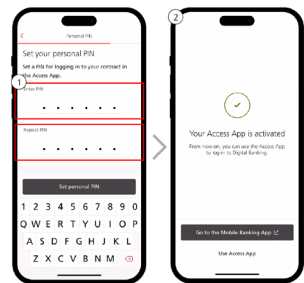 Personal PIN
Set your personal PIN
Set a PIN for logging in to your contract in
the Access App.
1
Enter PIN
Repeat PIN
Set personal PIN
1 2 3 4 5 6 7 8 9 0
Q W E R T Y U I O P
A S D F G H J K L
Z X C V B N M
2
Your Access App is activated
From now on, you can use the Access App
to log in to Digital Banking.
Go to the Mobile Banking App
Use Access App